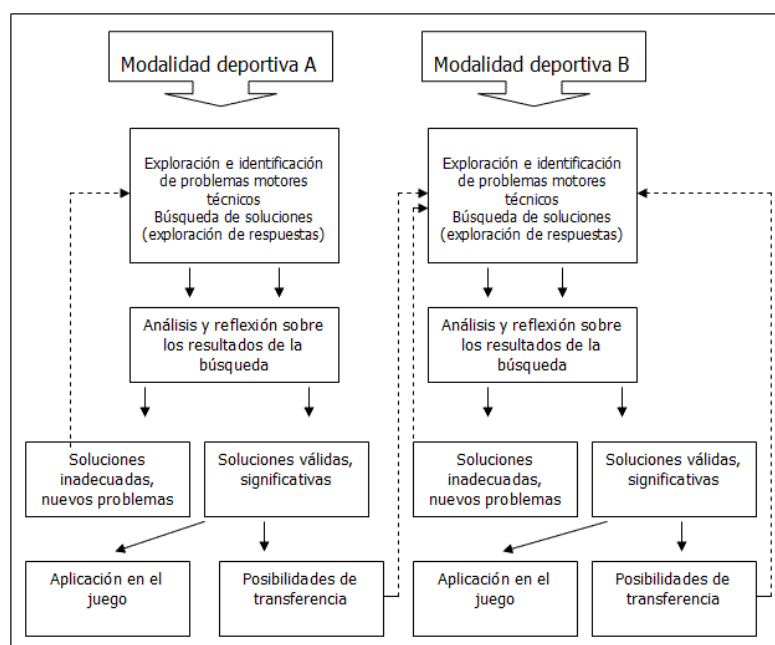 Modalidad deportiva A
Modalidad deportiva B
Exploración e identificación
de problemas motores
técnicos
Búsqueda de soluciones
(exploración de respuestas)
Exploración e identificación
de problemas motores
técnicos
Búsqueda de soluciones
(exploración de respuestas)
Análisis y reflexión sobre
los resultados de la
búsqueda
Análisis y reflexión sobre
los resultados de la
búsqueda
Soluciones
inadecuadas,
nuevos problemas
Soluciones válidas,
significativas
Soluciones
inadecuadas,
nuevos problemas
Soluciones válidas,
significativas
Aplicación en el
juego
Posibilidades de
transferencia
Aplicación en el
juego
Posibilidades de
transferencia